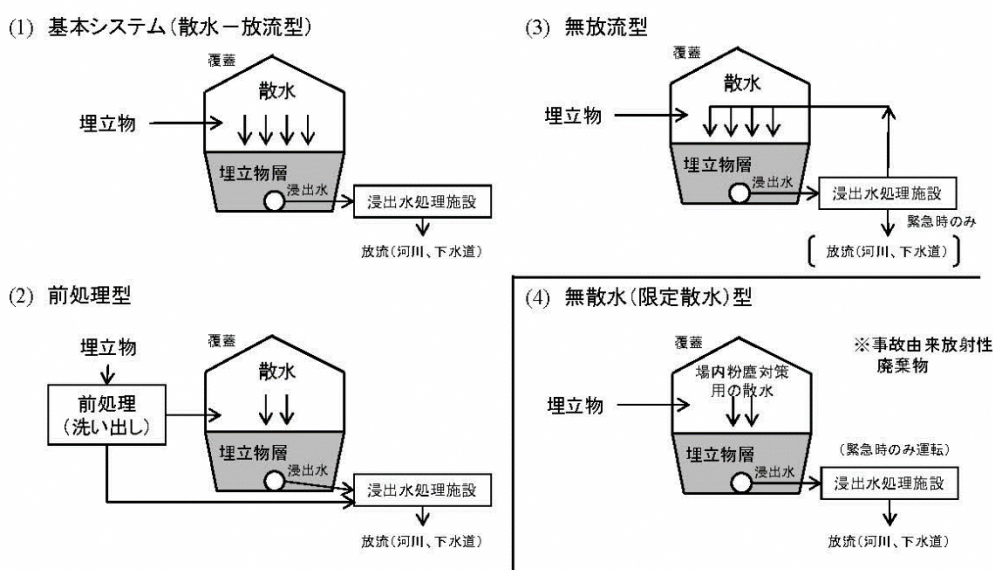 (1) 基本システム(散水－放流型)
覆蓋
散水
埋立物
埋立物層
浸出水
浸出水処理施設
放流(河川、下水道)
(2) 前処理型
埋立物
前処理
(洗い出し)
覆蓋
散水
埋立物層
浸出水
浸出水処理施設
放流(河川、下水道)
(3) 無放流型
覆蓋
散水
埋立物
埋立物層
浸出水
浸出水処理施設
緊急時のみ
放流(河川、下水道)
(4) 無散水(限定散水)型
覆蓋
※事故由来放射性
廃棄物
場内粉塵対策
用の散水
埋立物
埋立物層
浸出水
(緊急時のみ運転)
浸出水処理施設
放流(河川、下水道)